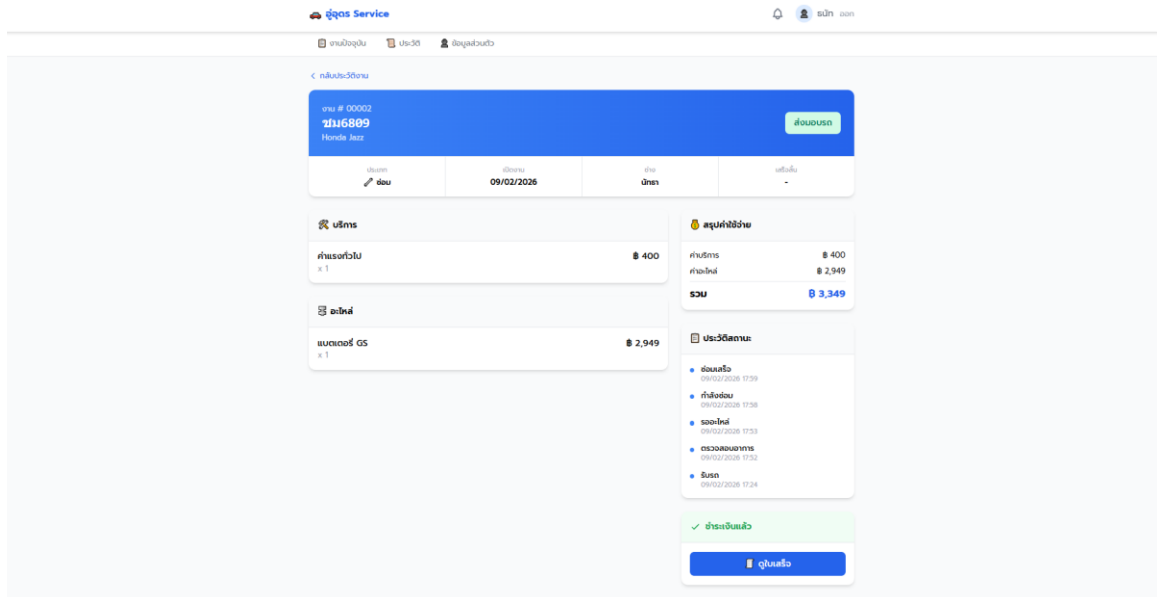 อู่อุดร Service
ธนัท ออก
งานปัจจุบัน ประวัติ ข้อมูลส่วนตัว
< กลับประวัติงาน
งาน # 00002
ชม6809
Honda Jazz
ส่งมอบรถ
ประเภท
ซ่อม
เปิดงาน
09/02/2026
ช่าง
นัทธา
เสร็จสิ้น
-
บริการ
ค่าแรงทั่วไป ฿ 400
x 1
อะไหล่
แบตเตอรี่ GS ฿ 2,949
x 1
สรุปค่าใช้จ่าย
ค่าบริการ ฿ 400
ค่าอะไหล่ ฿ 2,949
รวม ฿ 3,349
ประวัติสถานะ
ซ่อมเสร็จ
09/02/2026 17:59
กำลังซ่อม
09/02/2026 17:58
รออะไหล่
09/02/2026 17:53
ตรวจสอบอาการ
09/02/2026 17:52
รับรถ
09/02/2026 17:24
ชำระเงินแล้ว
ดูใบเสร็จ